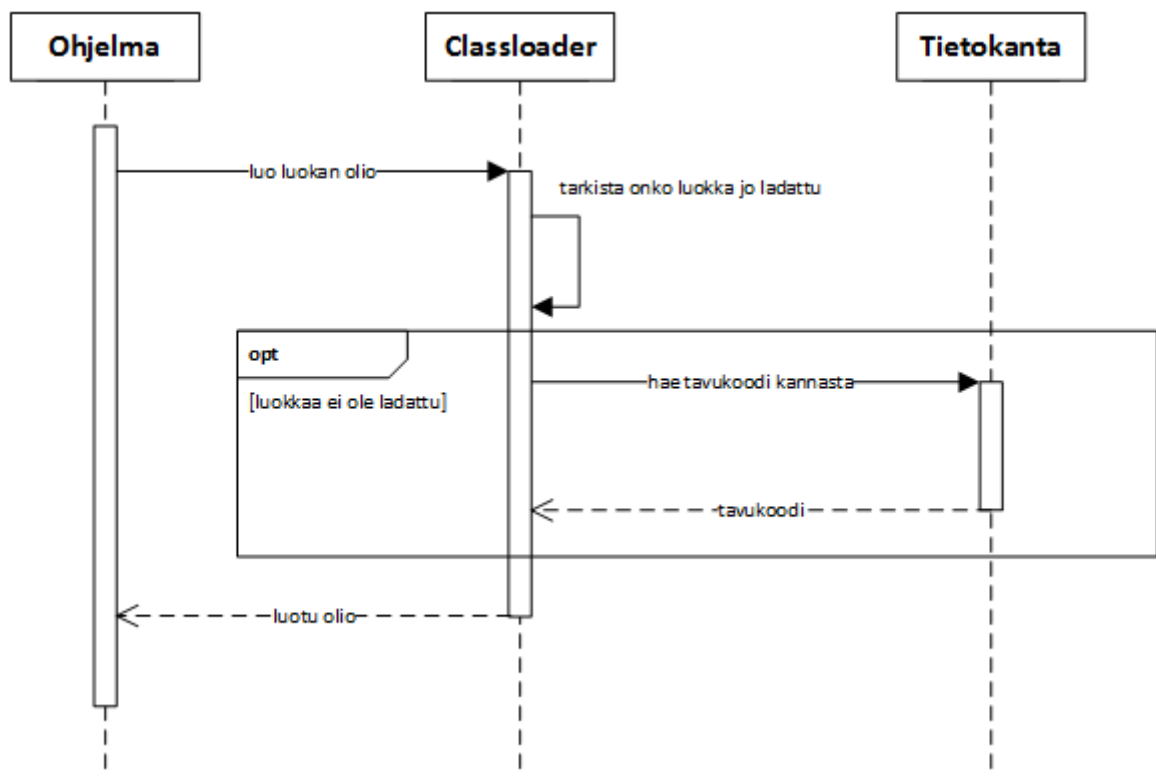 Ohjelma
Classloader
Tietokanta
luo luokan olio
tarkista onko luokka jo ladattu
opt
hae tavukoodi kannasta
[luokkaa ei ole ladattu]
tavukoodi
luotu olio